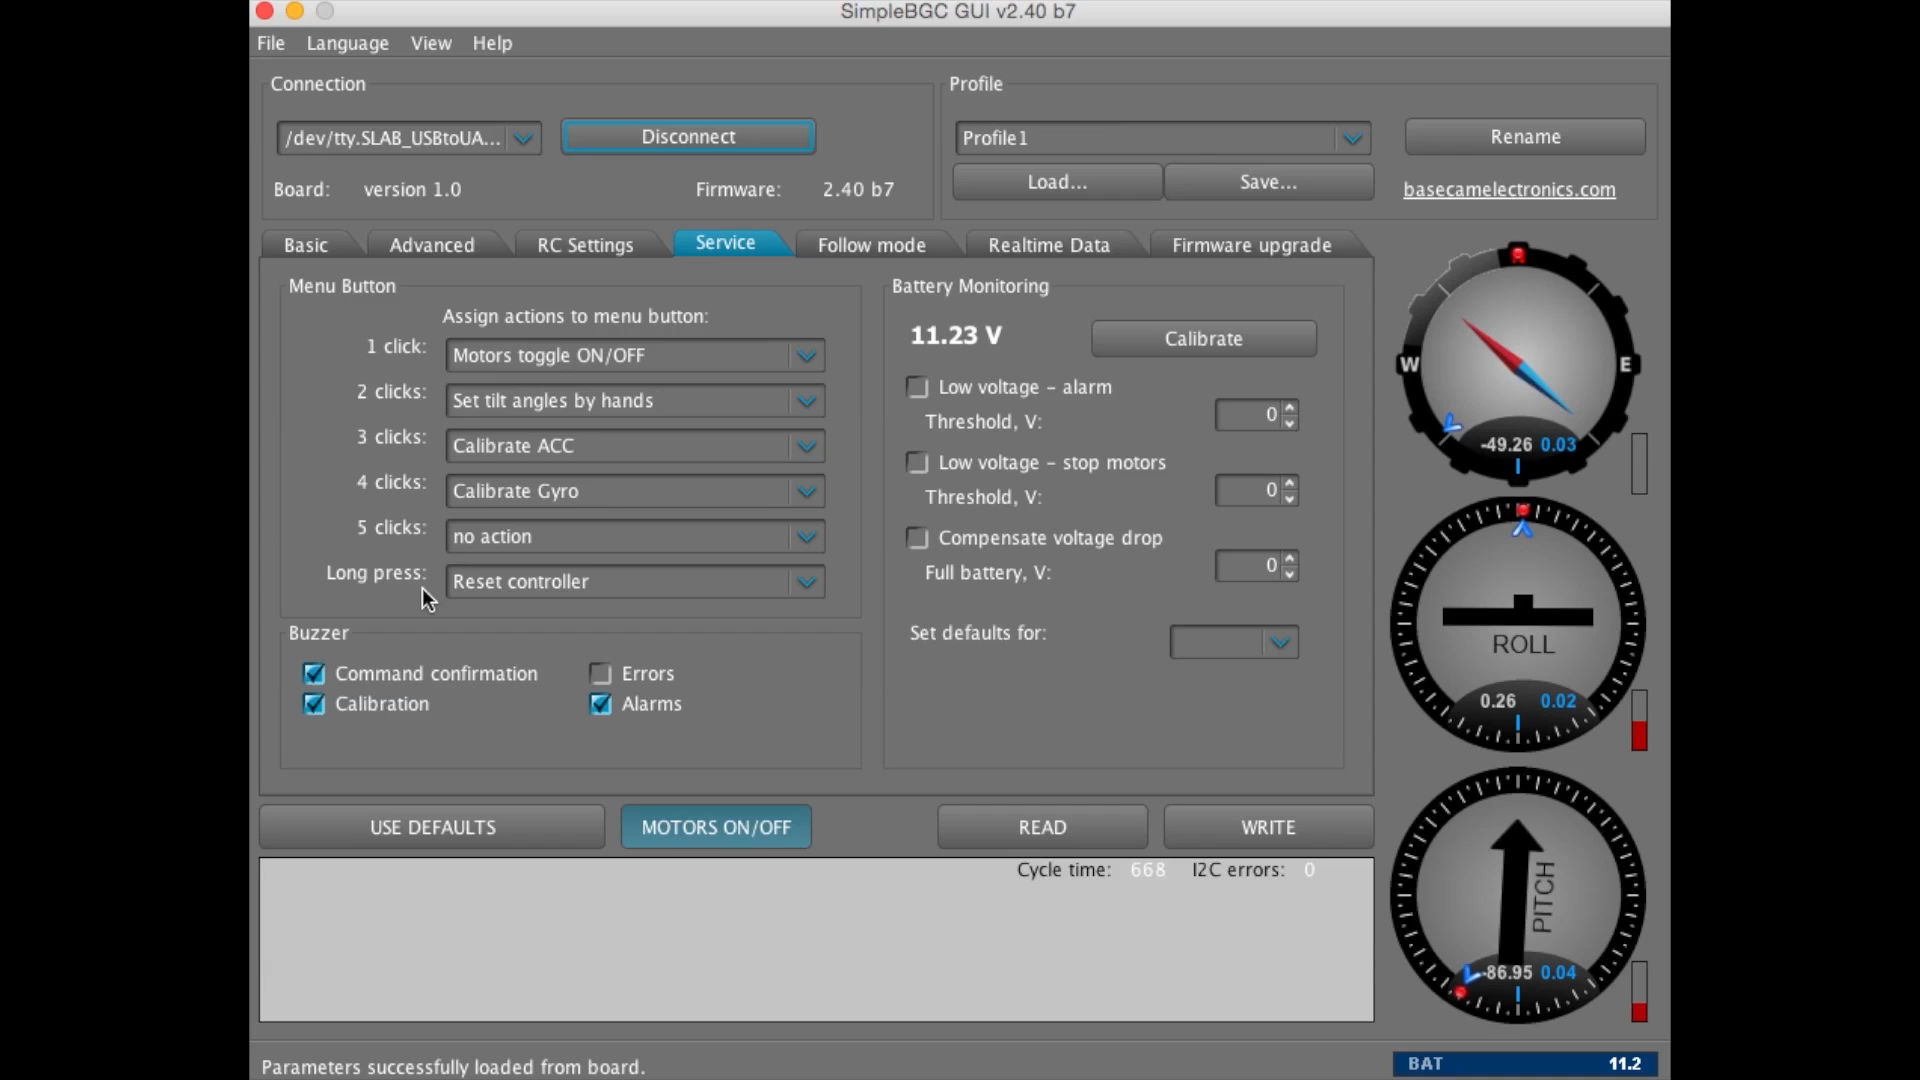 SimpleBGC GUI v2.40 b7
File Language View Help
Connection
/dev/tty.SLAB_USBtoUA... Disconnect
Board: version 1.0 Firmware: 2.40 b7
Profile
Profile1 Rename
Load... Save... basecamelectronics.com
Basic Advanced RC Settings Service Follow mode Realtime Data Firmware upgrade
Menu Button
Assign actions to menu button:
1 click: Motors toggle ON/OFF
2 clicks: Set tilt angles by hands
3 clicks: Calibrate ACC
4 clicks: Calibrate Gyro
5 clicks: no action
Long press: Reset controller
Buzzer
Command confirmation Errors
Calibration Alarms
Battery Monitoring
11.23 V Calibrate
Low voltage – alarm
Threshold, V: 0
Low voltage – stop motors
Threshold, V: 0
Compensate voltage drop
Full battery, V: 0
Set defaults for:
W E
-49.26 0.03
ROLL
0.26 0.02
PITCH
-86.95 0.04
USE DEFAULTS MOTORS ON/OFF READ WRITE
Cycle time: 668 I2C errors: 0
Parameters successfully loaded from board.
BAT 11.2